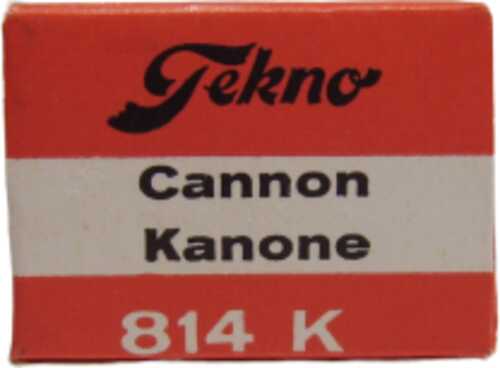 Tekno
Cannon
Kanone
814 K